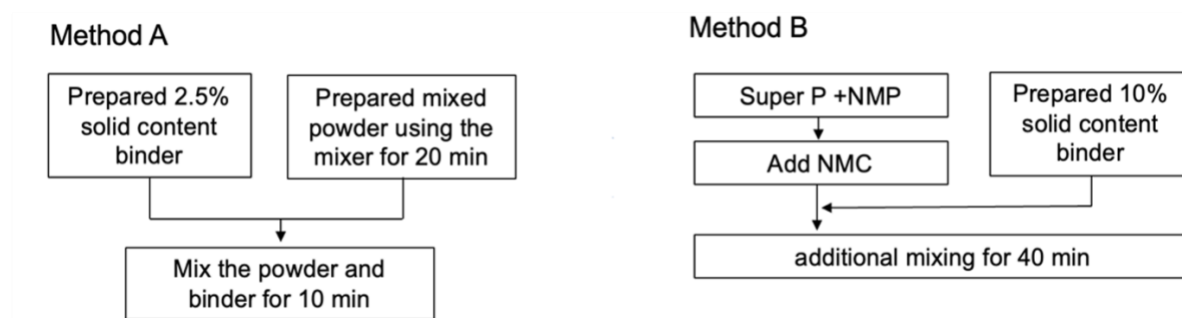 Method A
Prepared 2.5%
solid content
binder
Prepared mixed
powder using the
mixer for 20 min
Mix the powder and
binder for 10 min
Method B
Super P +NMP
Add NMC
Prepared 10%
solid content
binder
additional mixing for 40 min